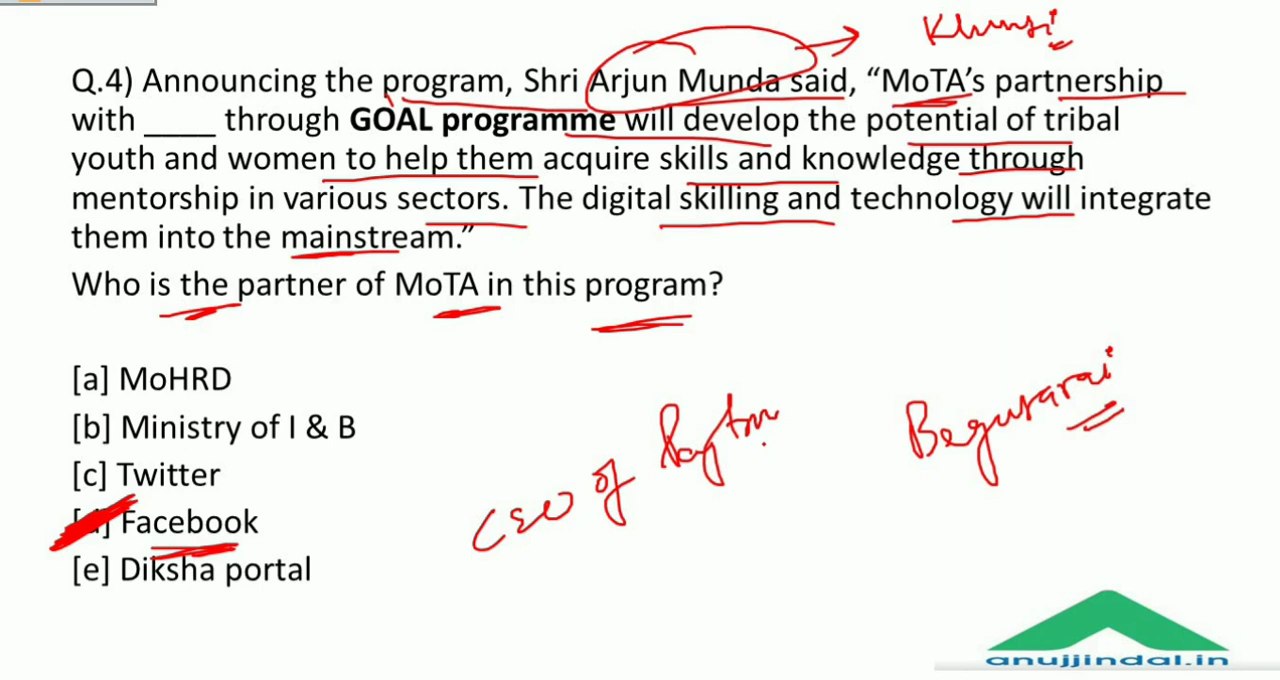 Khunti
Q.4) Announcing the program, Shri Arjun Munda said, “MoTA’s partnership
with ____ through GOAL programme will develop the potential of tribal
youth and women to help them acquire skills and knowledge through
mentorship in various sectors. The digital skilling and technology will integrate
them into the mainstream.”
Who is the partner of MoTA in this program?
[a] MoHRD
[b] Ministry of I & B
[c] Twitter
[d] Facebook
[e] Diksha portal
CEO of Paytm
Begusarai
anujjindal.in